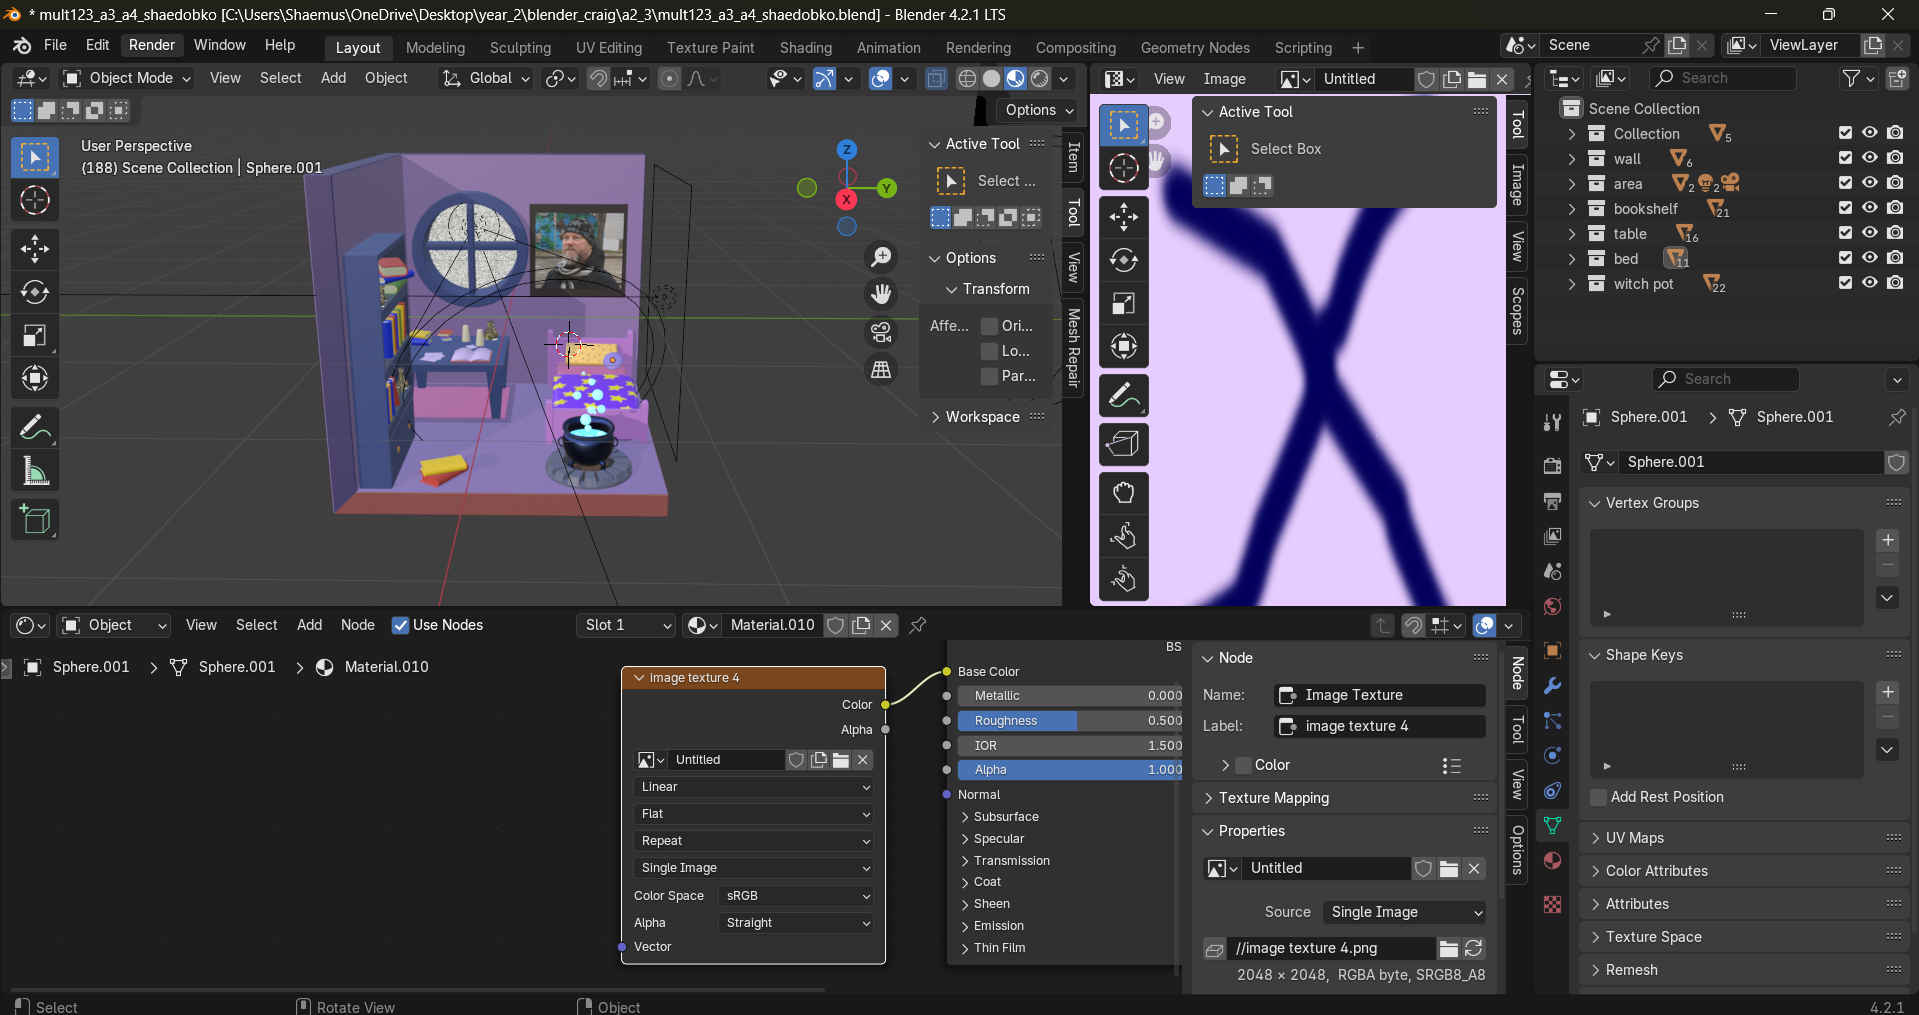 * mult123_a3_a4_shaedobko [C:\Users\Shaemus\OneDrive\Desktop\year_2\blender_craig\a2_3\mult123_a3_a4_shaedobko.blend] - Blender 4.2.1 LTS
File Edit Render Window Help Layout Modeling Sculpting UV Editing Texture Paint Shading Animation Rendering Compositing Geometry Nodes Scripting + Scene ViewLayer
Object Mode View Select Add Object Global View Image Untitled Search
Options
User Perspective
(188) Scene Collection | Sphere.001
Z
Y
X
Active Tool
Select ...
Options
Transform
Affe... Ori...
Lo...
Par...
Workspace
Item
Tool
View
Mesh Repair
Active Tool
Select Box
Tool
Image
View
Scopes
Scene Collection
Collection 5
wall 6
area 2 2
bookshelf 21
table 16
bed 11
witch pot 22
Search
Sphere.001 Sphere.001
Sphere.001
Vertex Groups
Shape Keys
Add Rest Position
UV Maps
Color Attributes
Attributes
Texture Space
Remesh
Object View Select Add Node Use Nodes Slot 1 Material.010
Sphere.001 Sphere.001 Material.010
image texture 4
Color
Alpha
Untitled
Linear
Flat
Repeat
Single Image
Color Space sRGB
Alpha Straight
Vector
BS
Base Color
Metallic 0.000
Roughness 0.500
IOR 1.500
Alpha 1.000
Normal
Subsurface
Specular
Transmission
Coat
Sheen
Emission
Thin Film
Node
Name: Image Texture
Label: image texture 4
Color
Texture Mapping
Properties
Untitled
Source Single Image
//image texture 4.png
2048 × 2048, RGBA byte, SRGB8_A8
Node
Tool
View
Options
Select Rotate View Object 4.2.1